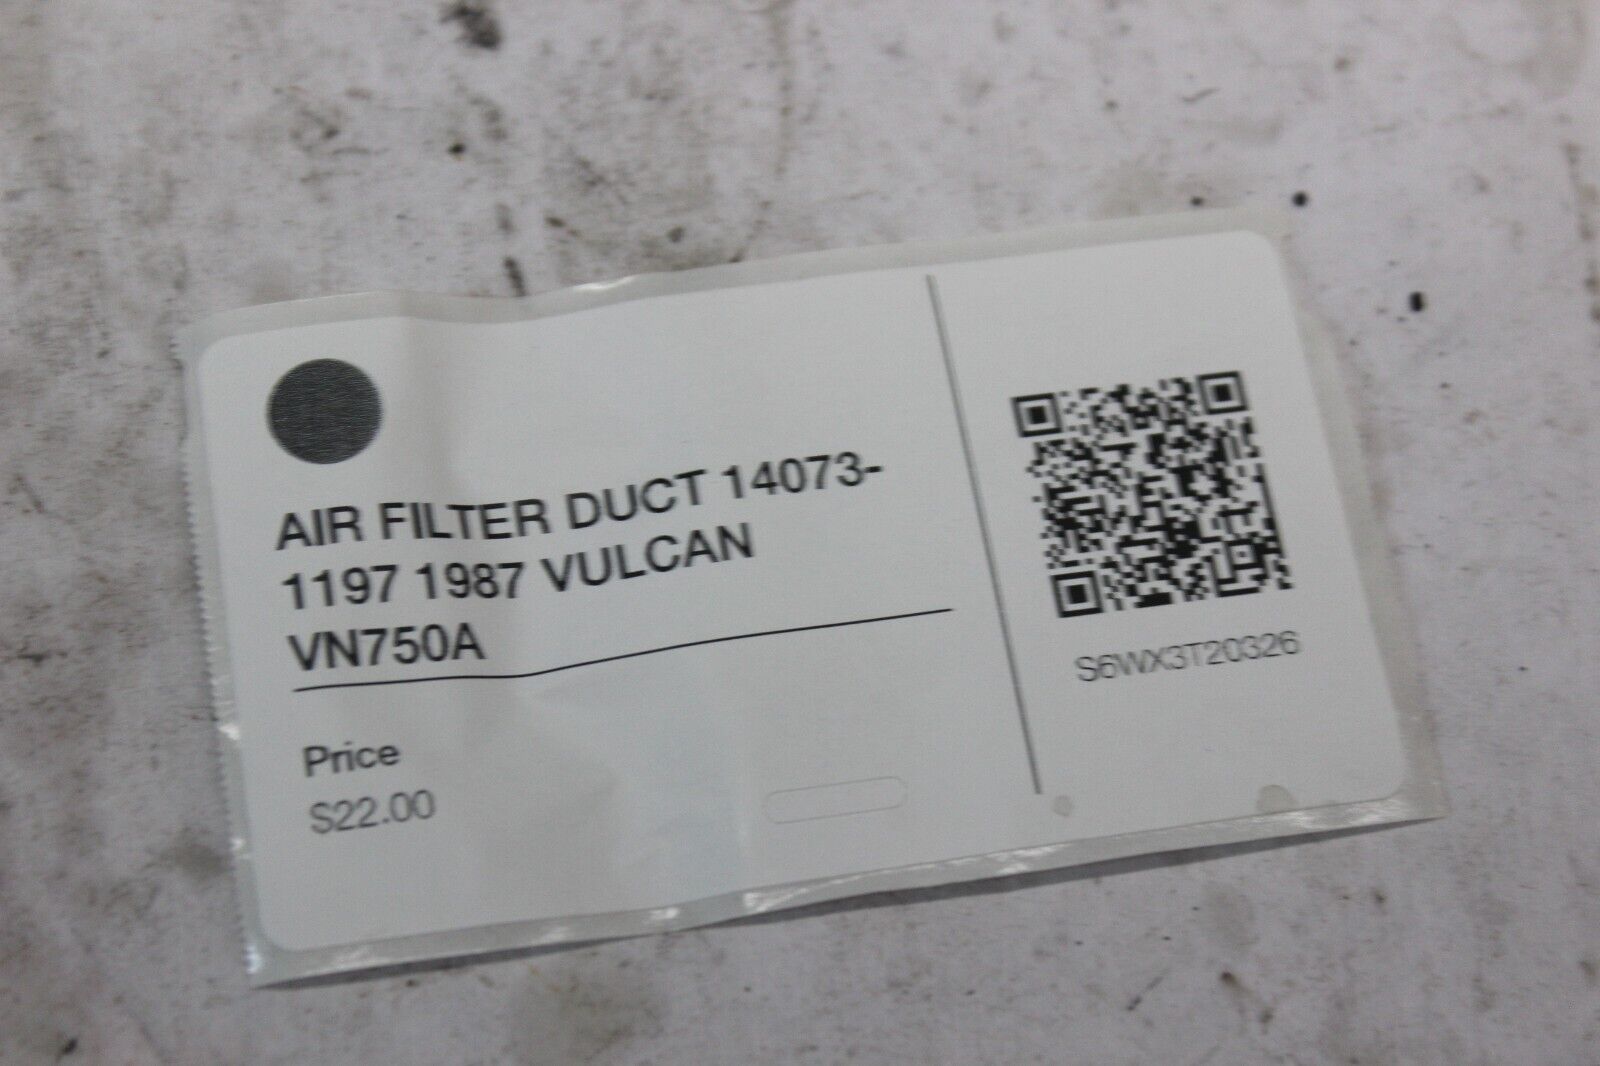 AIR FILTER DUCT 14073-
1197 1987 VULCAN
VN750A
Price
$22.00
S6WX3T20326